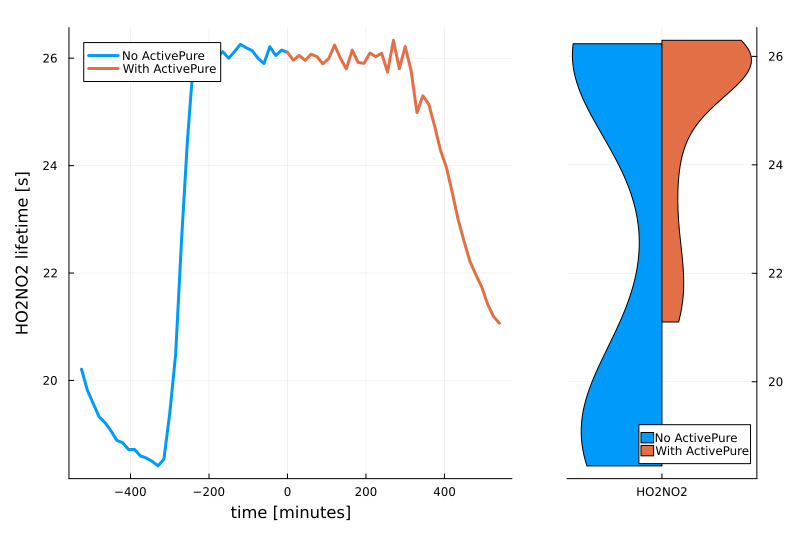 No ActivePure
With ActivePure
HO2NO2 lifetime [s]
26
24
22
20
−400
−200
0
200
400
time [minutes]
26
24
22
20
No ActivePure
With ActivePure
HO2NO2